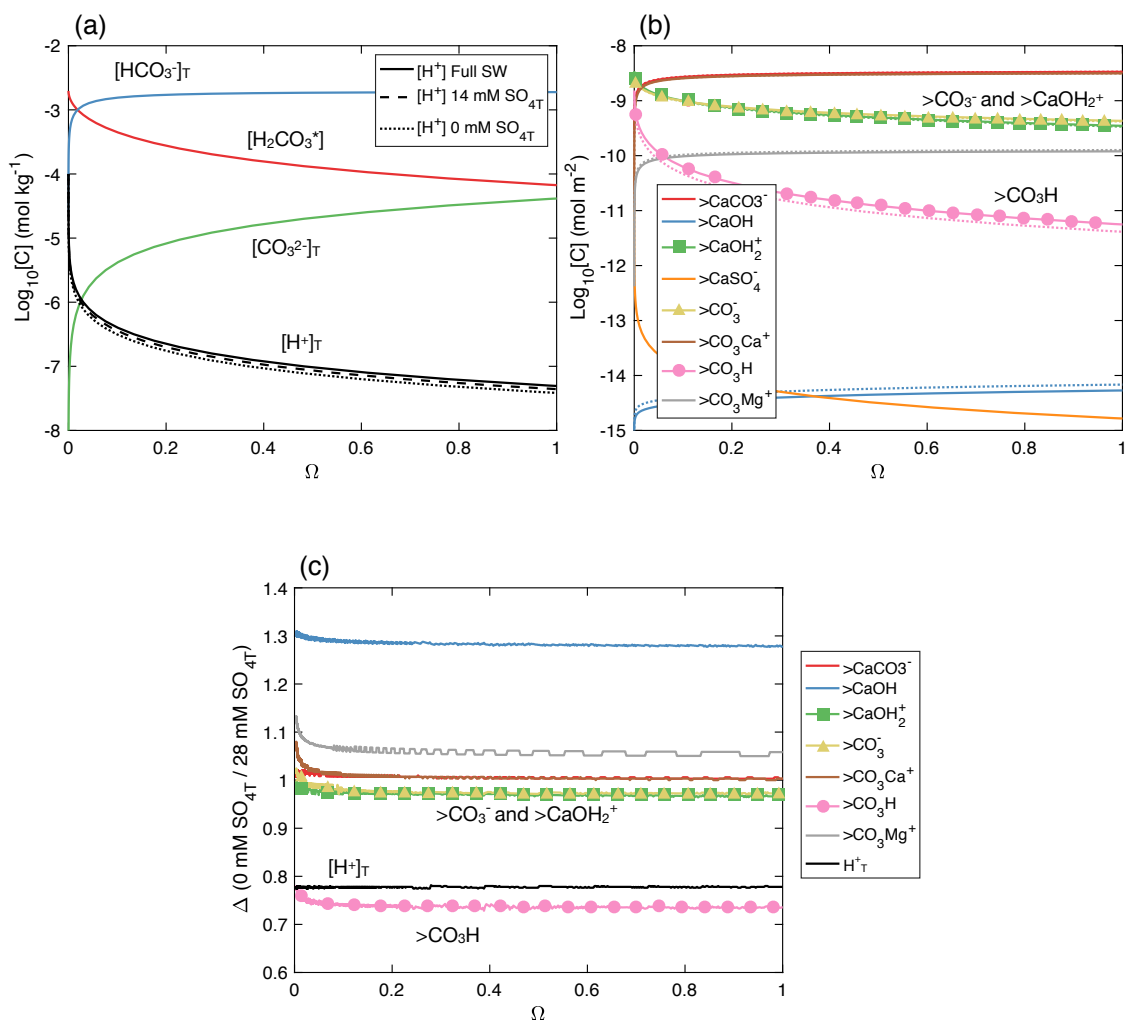 (a)
-2
-3
-4
-5
-6
-7
-8
Log₁₀[C] (mol kg⁻¹)
[HCO₃⁻]T
[H₂CO₃*]
[CO₃²⁻]T
[H⁺]T
[H⁺] Full SW
[H⁺] 14 mM SO₄T
[H⁺] 0 mM SO₄T
0 0.2 0.4 0.6 0.8 1
Ω
(b)
-8
-9
-10
-11
-12
-13
-14
-15
Log₁₀[C] (mol m⁻²)
>CO₃⁻ and >CaOH₂⁺
>CO₃H
>CaCO3⁻
>CaOH
>CaOH₂⁺
>CaSO₄⁻
>CO₃⁻
>CO₃Ca⁺
>CO₃H
>CO₃Mg⁺
0 0.2 0.4 0.6 0.8 1
Ω
(c)
1.4
1.3
1.2
1.1
1
0.9
0.8
0.7
0.6
Δ (0 mM SO₄T / 28 mM SO₄T)
>CO₃⁻ and >CaOH₂⁺
[H⁺]T
>CO₃H
0 0.2 0.4 0.6 0.8 1
Ω
>CaCO3⁻
>CaOH
>CaOH₂⁺
>CO₃⁻
>CO₃Ca⁺
>CO₃H
>CO₃Mg⁺
H⁺T